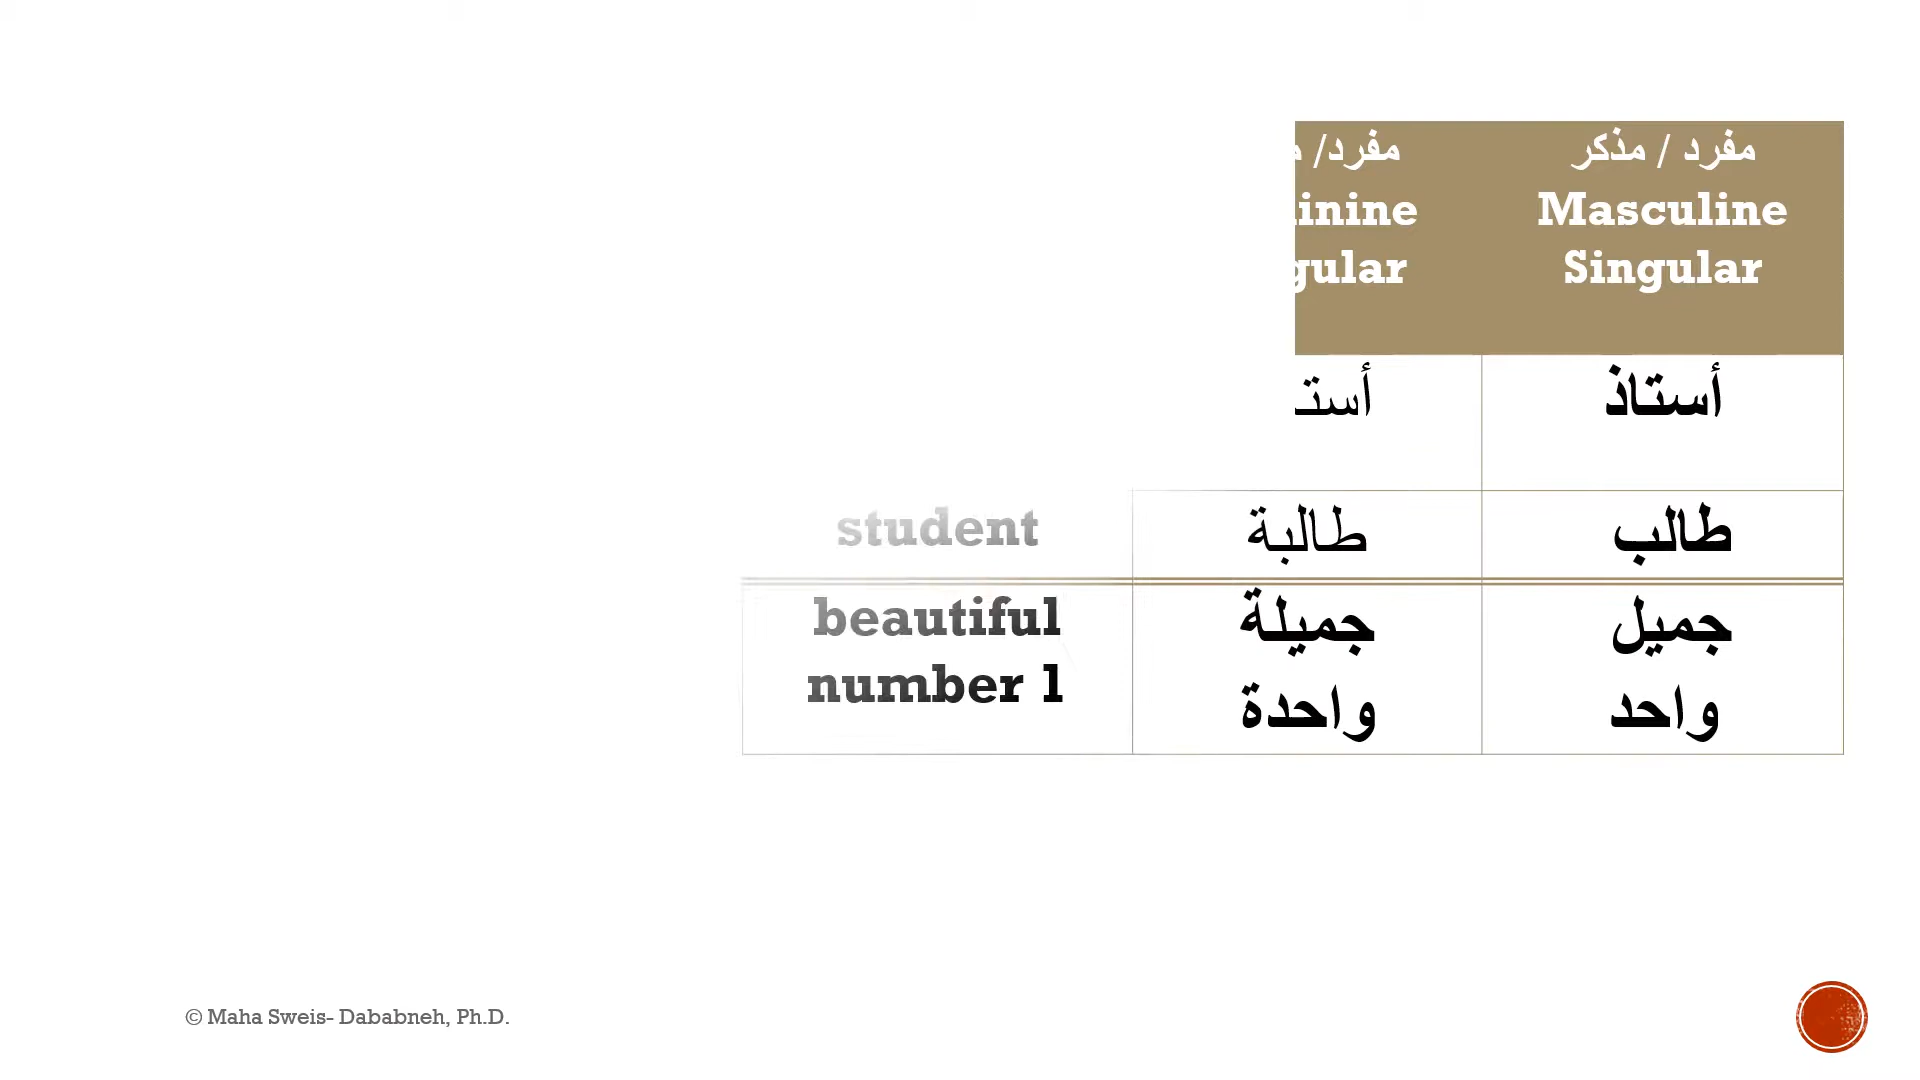 مفرد / مذكر
Masculine
Singular
مفرد/
أستاذ
طالب
طالبة
student
جميل
جميلة
beautiful
واحد
واحدة
number 1
© Maha Sweis- Dababneh, Ph.D.